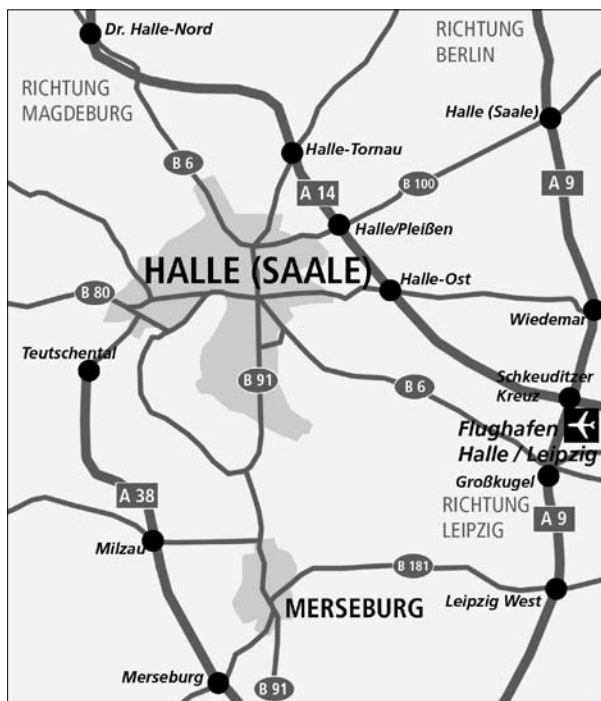 Dr. Halle-Nord
RICHTUNG
MAGDEBURG
RICHTUNG
BERLIN
Halle (Saale)
B 6
Halle-Tornau
A 14
B 100
A 9
Halle/Pleißen
HALLE (SAALE)
Halle-Ost
B 80
Wiedemar
Teutschental
B 91
B 6
Schkeuditzer
Kreuz
Flughafen
Halle / Leipzig
Großkugel
A 38
RICHTUNG
LEIPZIG
A 9
Milzau
B 181
MERSEBURG
Leipzig West
Merseburg
B 91